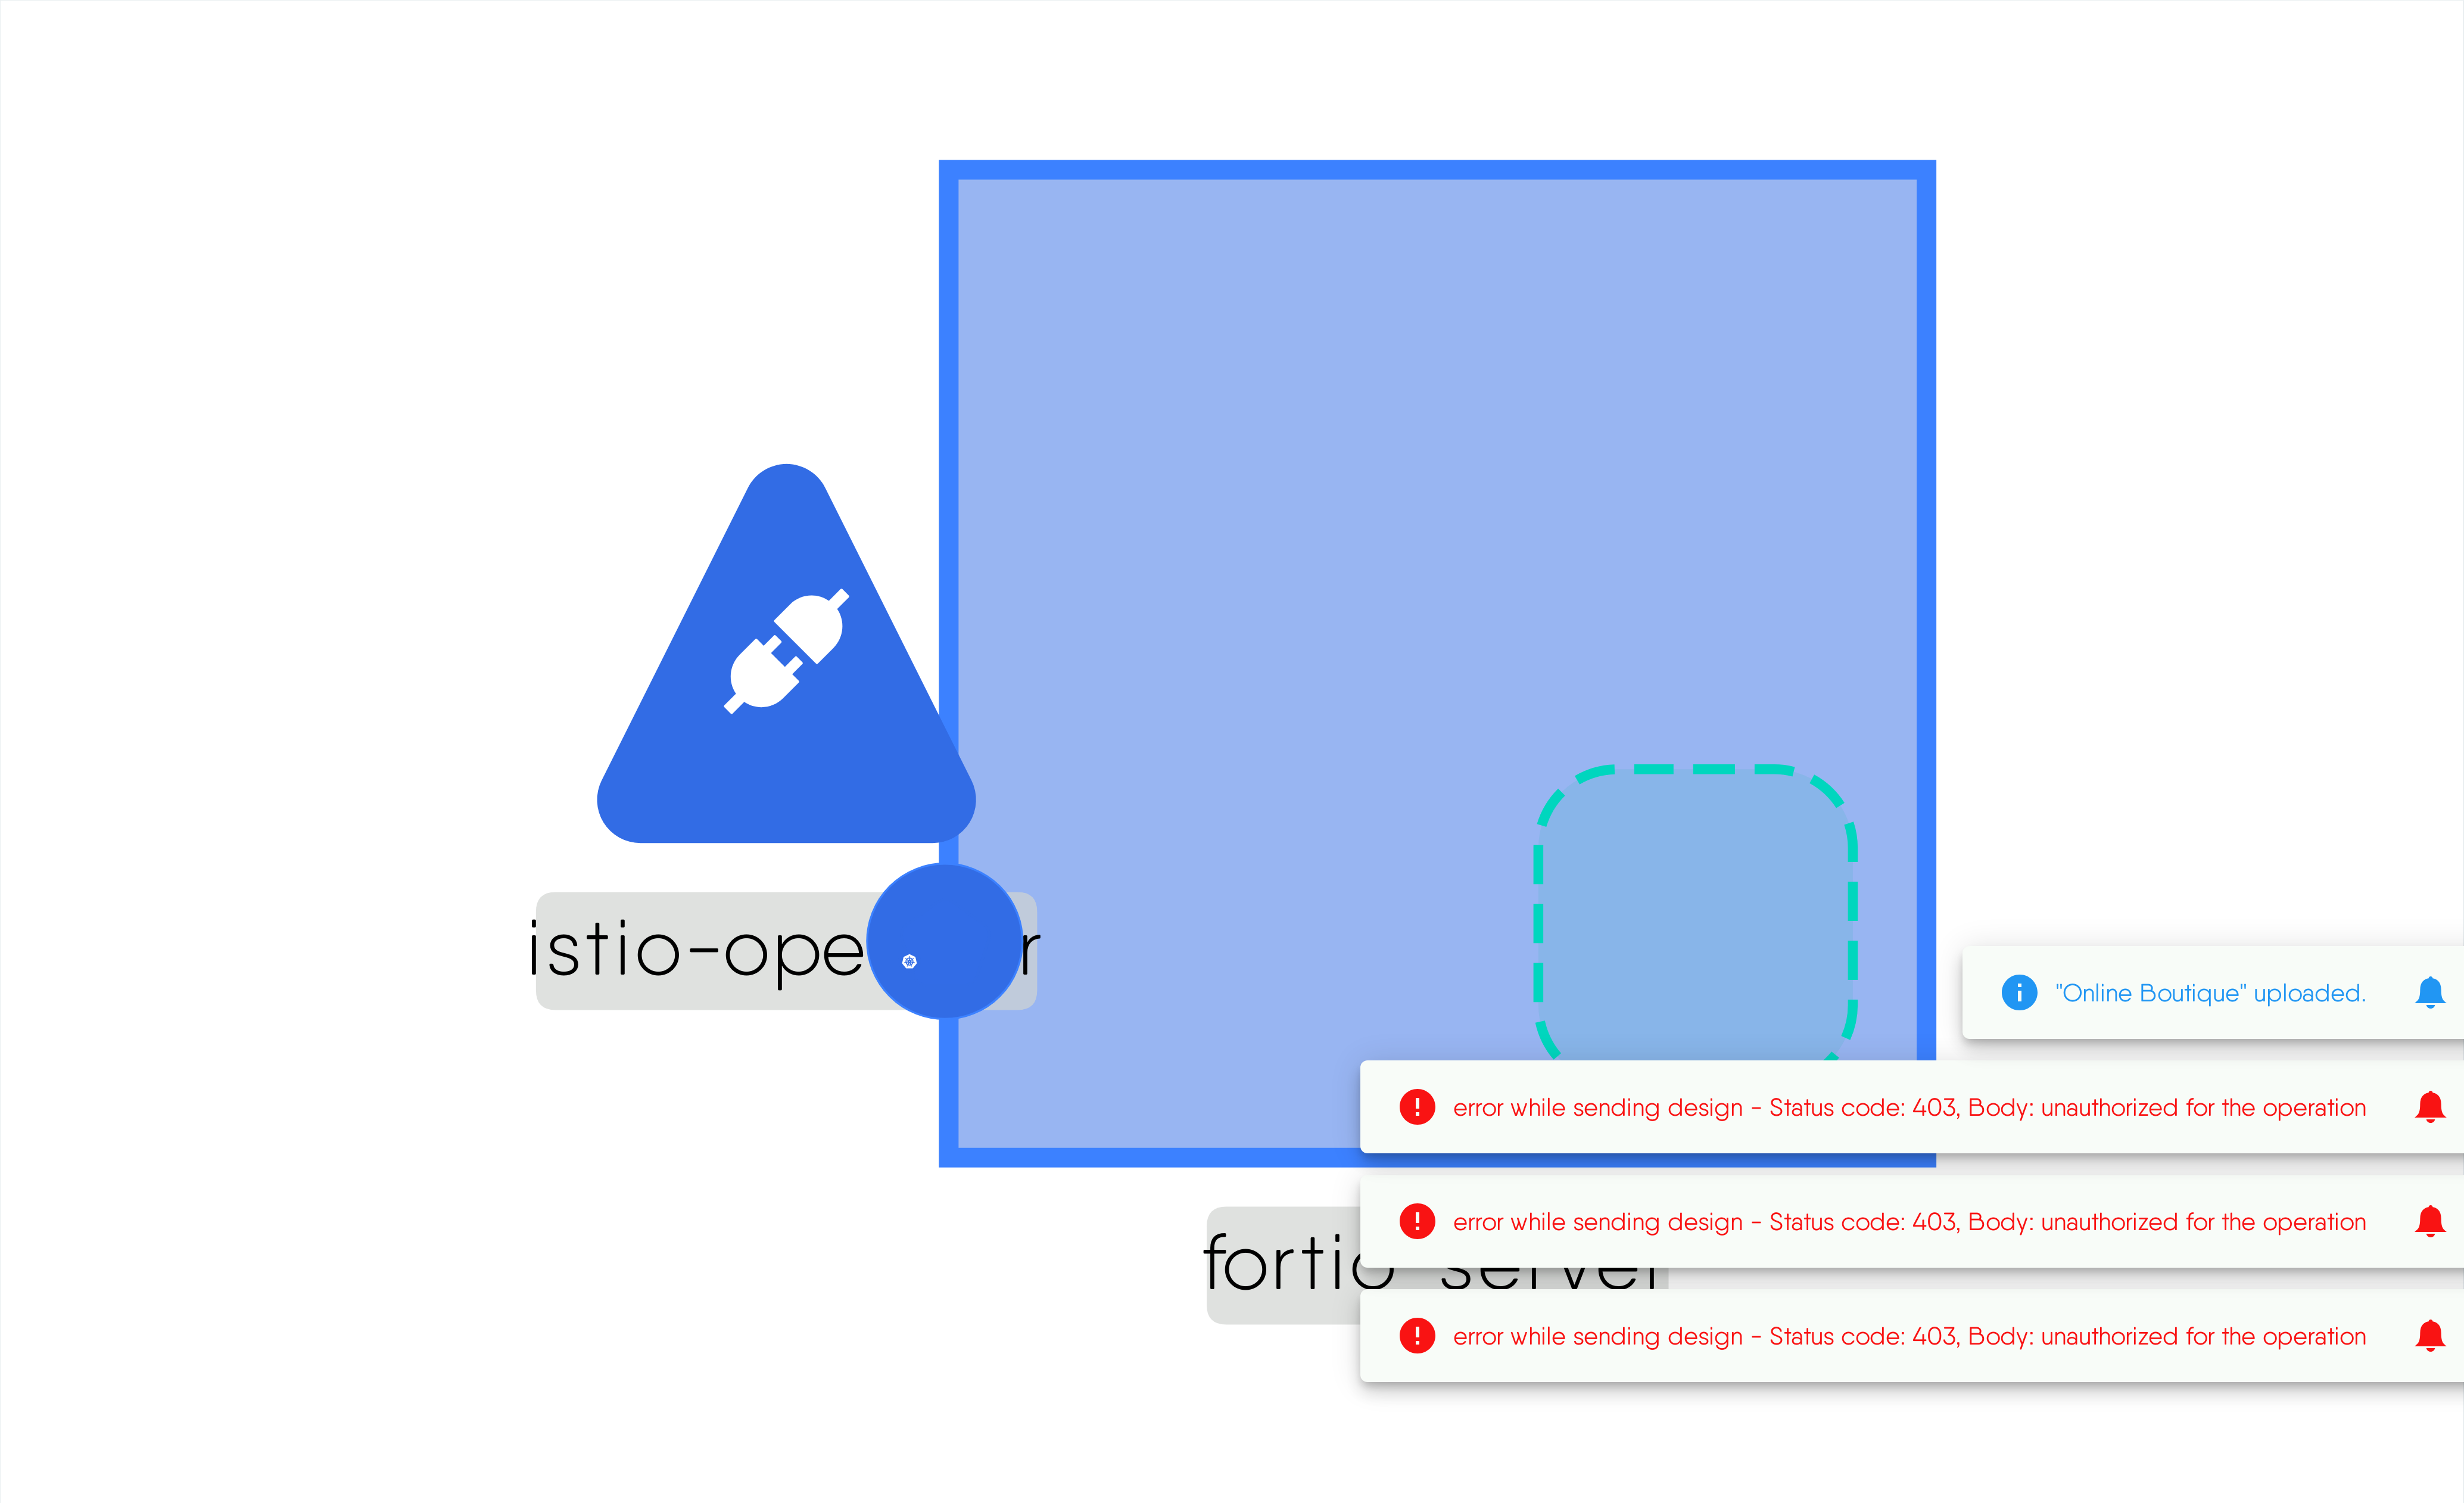 istio-ope r
"Online Boutique" uploaded.
error while sending design - Status code: 403, Body: unauthorized for the operation
error while sending design - Status code: 403, Body: unauthorized for the operation
fortio server
error while sending design - Status code: 403, Body: unauthorized for the operation